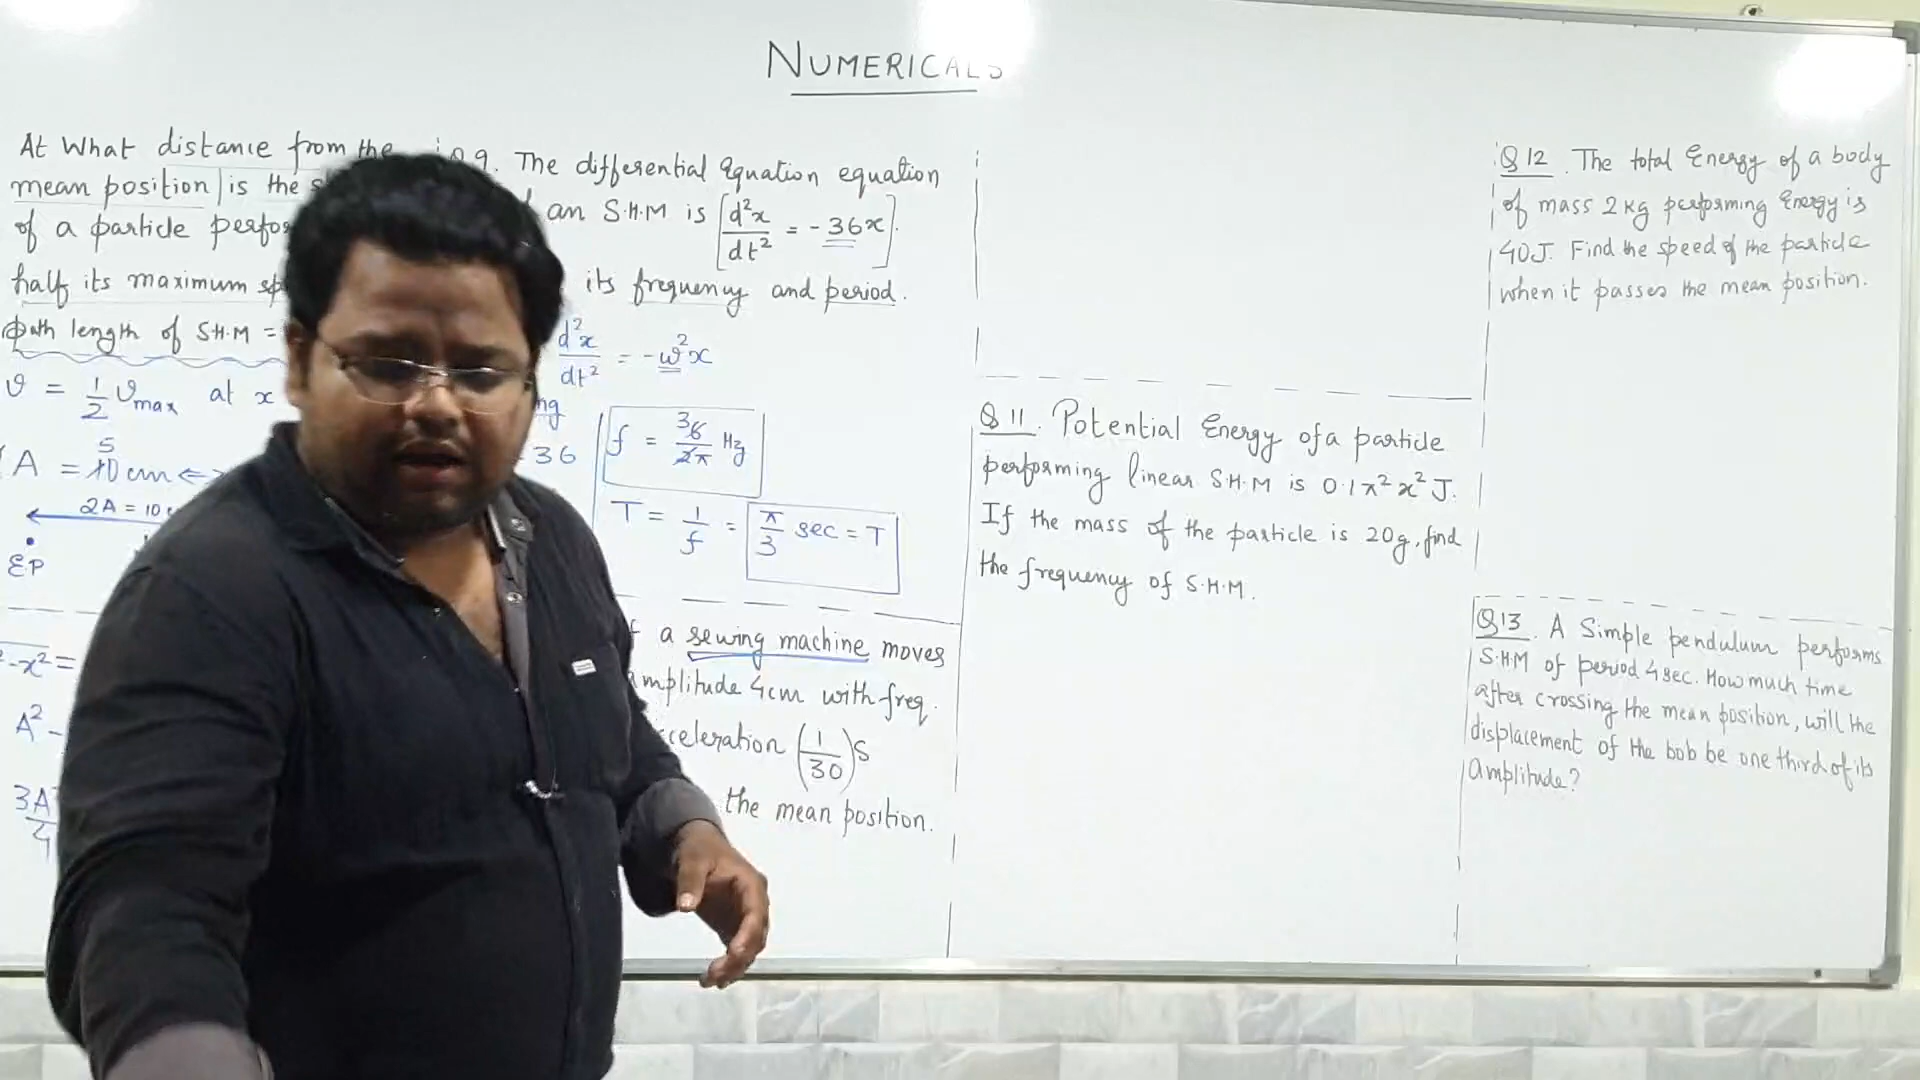 NUMERICALS
At What distance from the
mean position is the
of a particle
half its maximum
path length of S.H.M =
v = 1/2 vmax at x
A = 10 cm 5
2A = 10
E.P
-x² =
A² -
3A
4
Q9. The differential Equation equation
an S.H.M is [d²x/dt² = -36x].
its frequency and period.
d²x/dt² = -ω²x
36
f = 36/2π Hz
T = 1/f = π/3 sec = T
a sewing machine moves
amplitude 4cm with freq.
acceleration (1/30)s
the mean position.
Q11. Potential Energy of a particle
performing linear S.H.M is 0.1π²x² J.
If the mass of the particle is 20g, find
the frequency of S.H.M.
Q12. The total Energy of a body
of mass 2kg performing Energy is
40J. Find the speed of the particle
when it passes the mean position.
Q13. A Simple pendulum performs
S.H.M of period 4 sec. How much time
after crossing the mean position, will the
displacement of the bob be one third of its
amplitude?